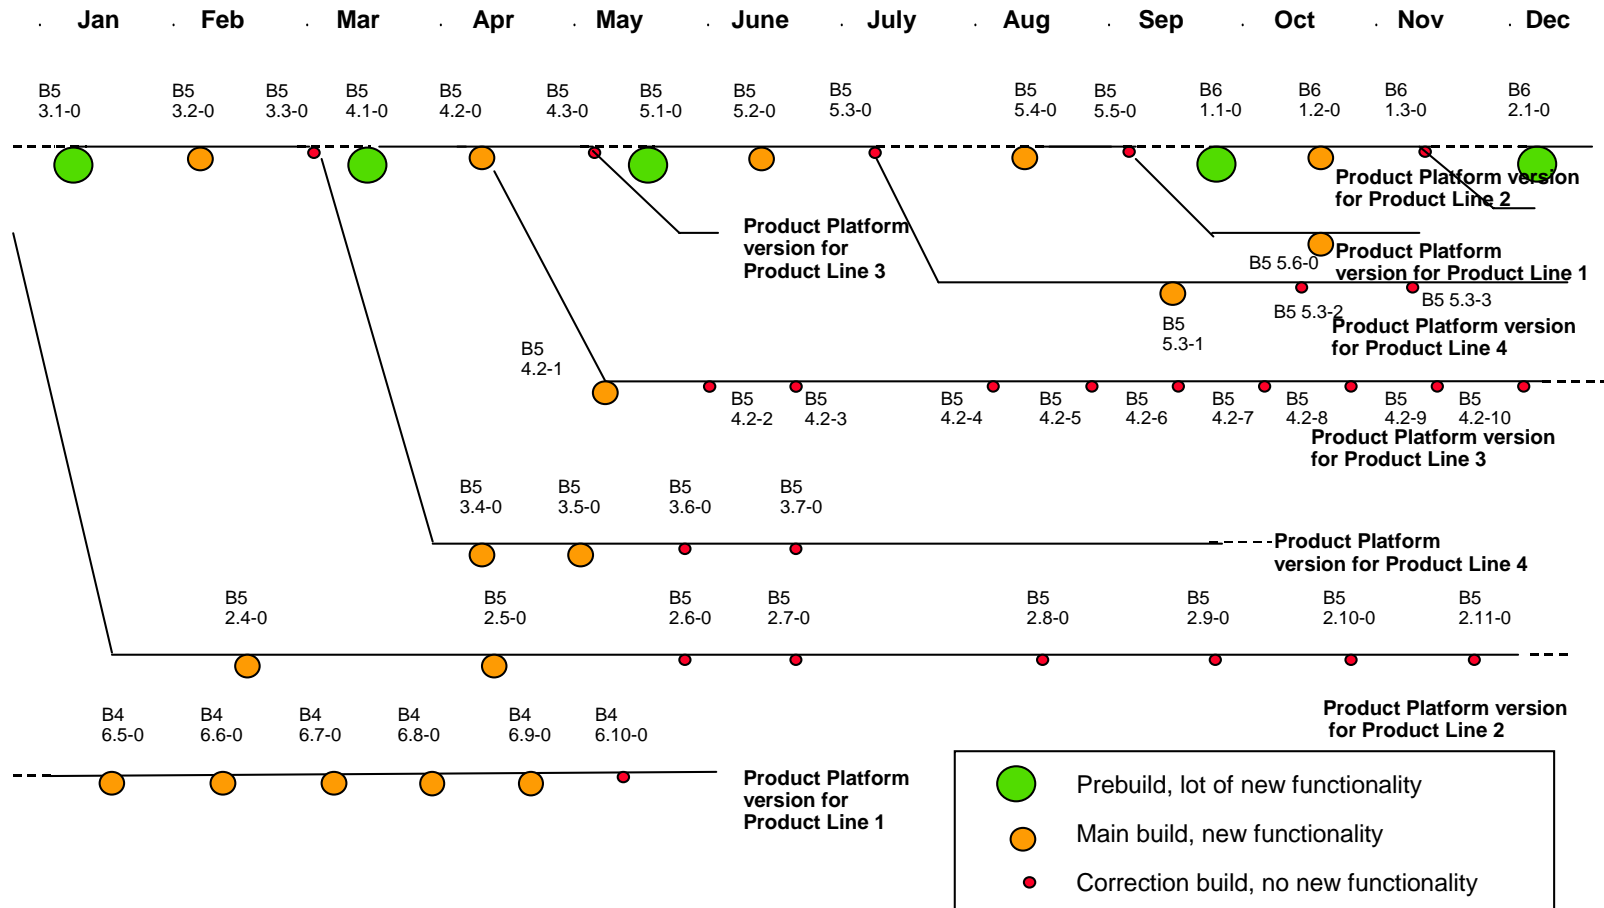 Jan Feb Mar Apr May June July Aug Sep Oct Nov Dec
B5 B5 B5 B5 B5 B5 B5 B5 B5 B5 B5 B6 B6 B6 B6
3.1-0 3.2-0 3.3-0 4.1-0 4.2-0 4.3-0 5.1-0 5.2-0 5.3-0 5.4-0 5.5-0 1.1-0 1.2-0 1.3-0 2.1-0
Product Platform version
for Product Line 2
Product Platform
version for
Product Line 3
Product Platform
version for Product Line 1
B5 5.6-0
B5 5.3-3
B5 5.3-2
B5
5.3-1
Product Platform version
for Product Line 4
B5
4.2-1
B5 B5 B5 B5 B5 B5 B5 B5 B5
4.2-2 4.2-3 4.2-4 4.2-5 4.2-6 4.2-7 4.2-8 4.2-9 4.2-10
Product Platform version
for Product Line 3
B5 B5 B5 B5
3.4-0 3.5-0 3.6-0 3.7-0
Product Platform
version for Product Line 4
B5 B5 B5 B5 B5 B5 B5 B5
2.4-0 2.5-0 2.6-0 2.7-0 2.8-0 2.9-0 2.10-0 2.11-0
Product Platform version
for Product Line 2
B4 B4 B4 B4 B4 B4
6.5-0 6.6-0 6.7-0 6.8-0 6.9-0 6.10-0
Product Platform
version for
Product Line 1
Prebuild, lot of new functionality
Main build, new functionality
Correction build, no new functionality